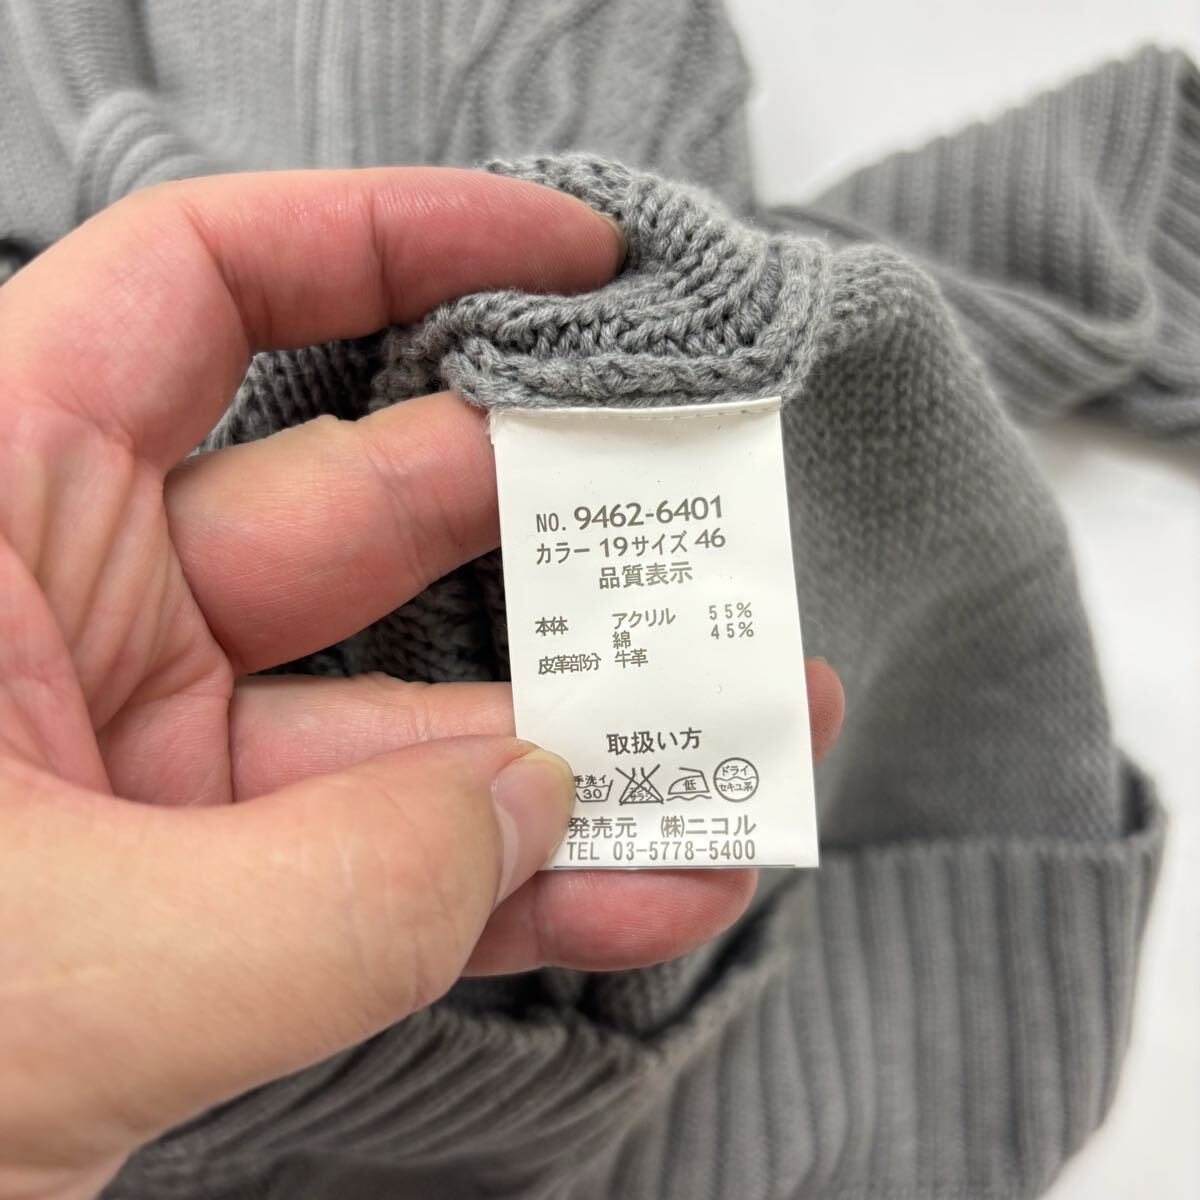 NO. 9462-6401
カラー 19 サイズ 46
品質表示
本体 アクリル 55%
綿 45%
皮革部分 牛革
取扱い方
手洗イ 30 低 ドライ セキユ系
発売元 ㈱ニコル
TEL 03-5778-5400